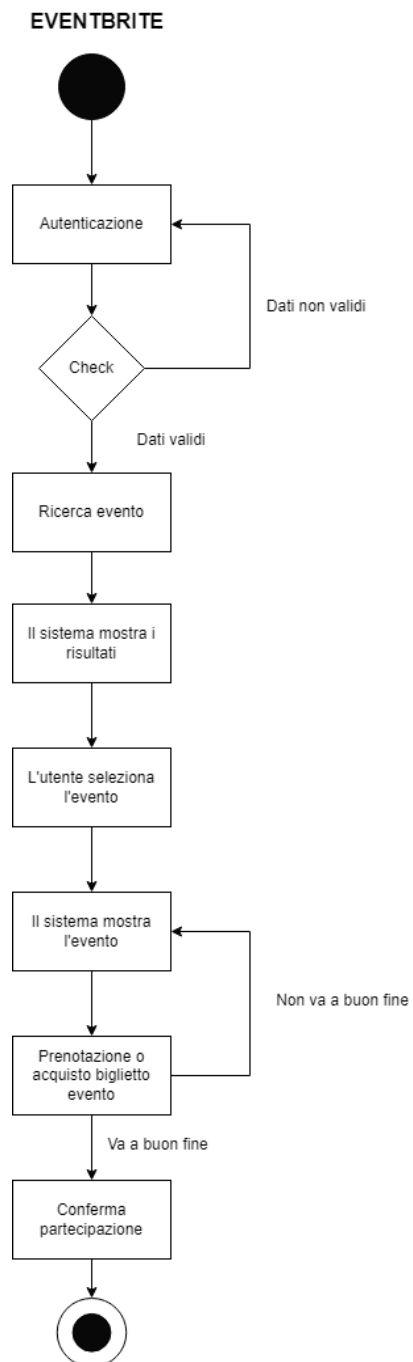 EVENTBRITE
Autenticazione
Dati non validi
Check
Dati validi
Ricerca evento
Il sistema mostra i
risultati
L'utente seleziona
l'evento
Il sistema mostra
l'evento
Non va a buon fine
Prenotazione o
acquisto biglietto
evento
Va a buon fine
Conferma
partecipazione